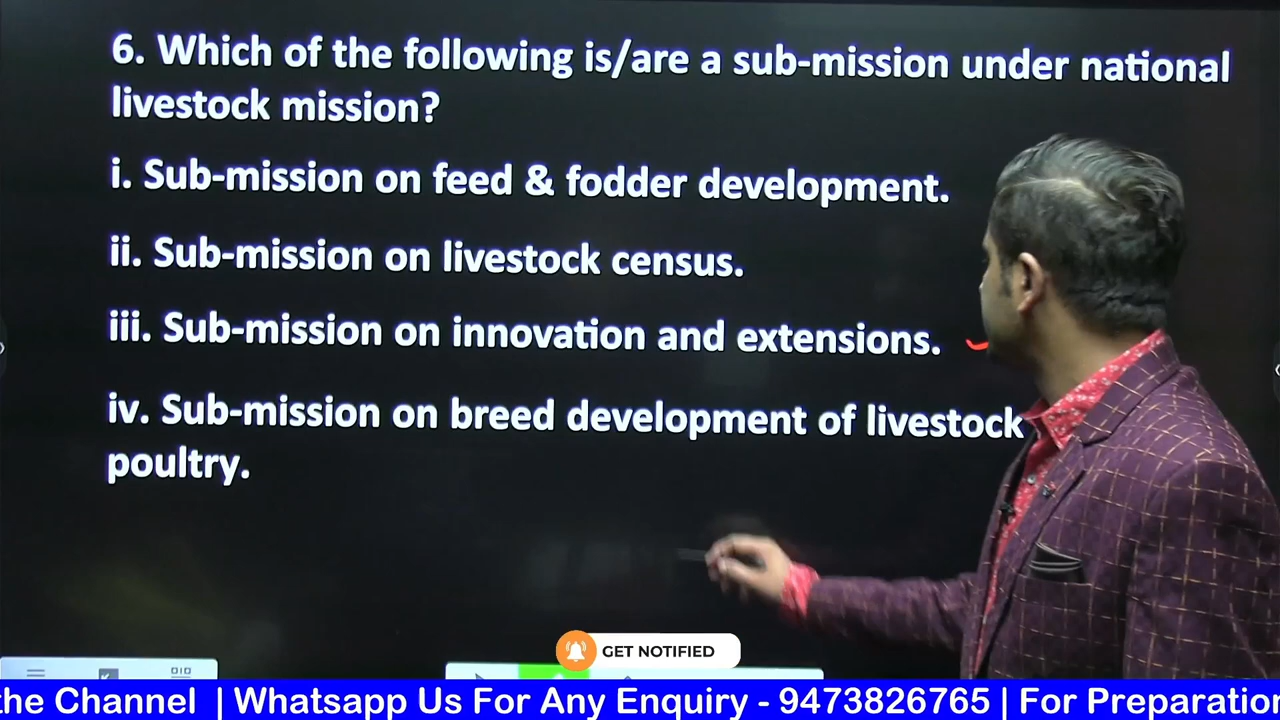 6. Which of the following is/are a sub-mission under national
livestock mission?
i. Sub-mission on feed & fodder development.
ii. Sub-mission on livestock census.
iii. Sub-mission on innovation and extensions.
iv. Sub-mission on breed development of livestock
poultry.
GET NOTIFIED
the Channel | Whatsapp Us For Any Enquiry - 9473826765 | For Preparation